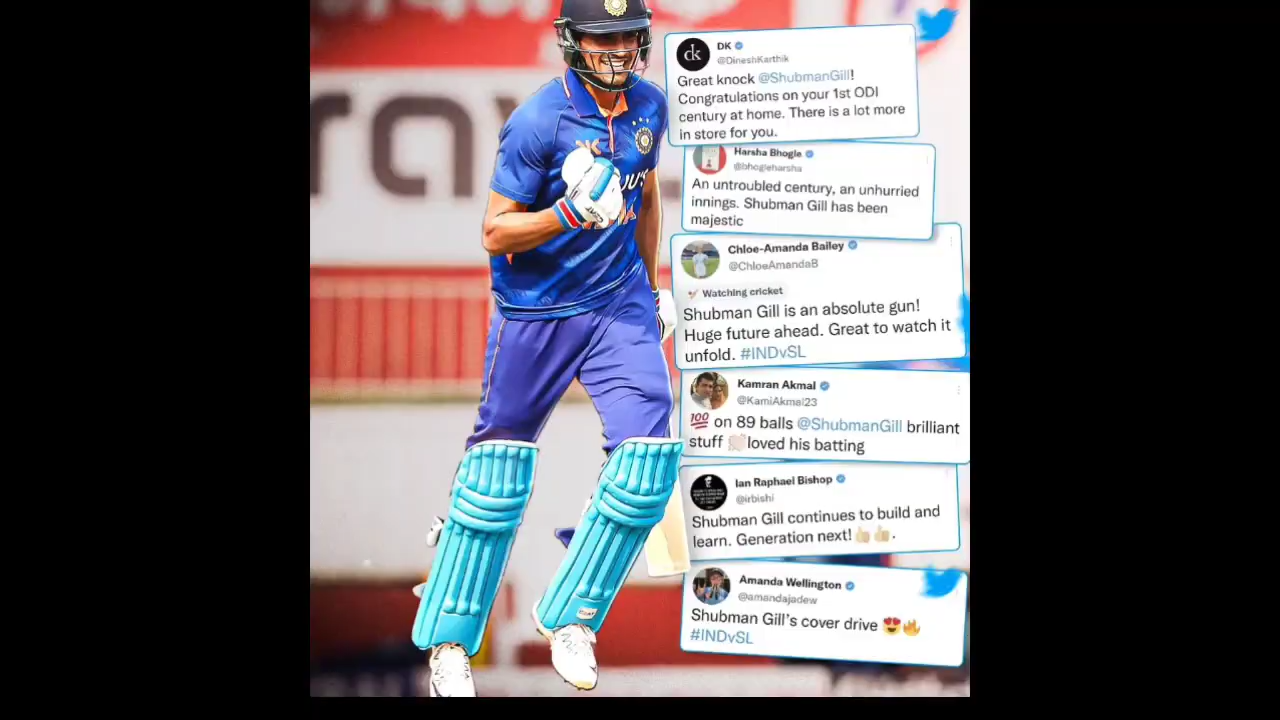 DK
@DineshKarthik
Great knock @ShubmanGill!
Congratulations on your 1st ODI
century at home. There is a lot more
in store for you.
Harsha Bhogle
@bhogleharsha
An untroubled century, an unhurried
innings. Shubman Gill has been
majestic
Chloe-Amanda Bailey
@ChloeAmandaB
🏏 Watching cricket
Shubman Gill is an absolute gun!
Huge future ahead. Great to watch it
unfold. #INDvSL
Kamran Akmal
@KamiAkmal23
💯 on 89 balls @ShubmanGill brilliant
stuff 👏🏻loved his batting
Ian Raphael Bishop
@irbishi
Shubman Gill continues to build and
learn. Generation next!👍🏼👍🏼.
Amanda Wellington
@amandajadew
Shubman Gill's cover drive 😍🔥
#INDvSL
dk